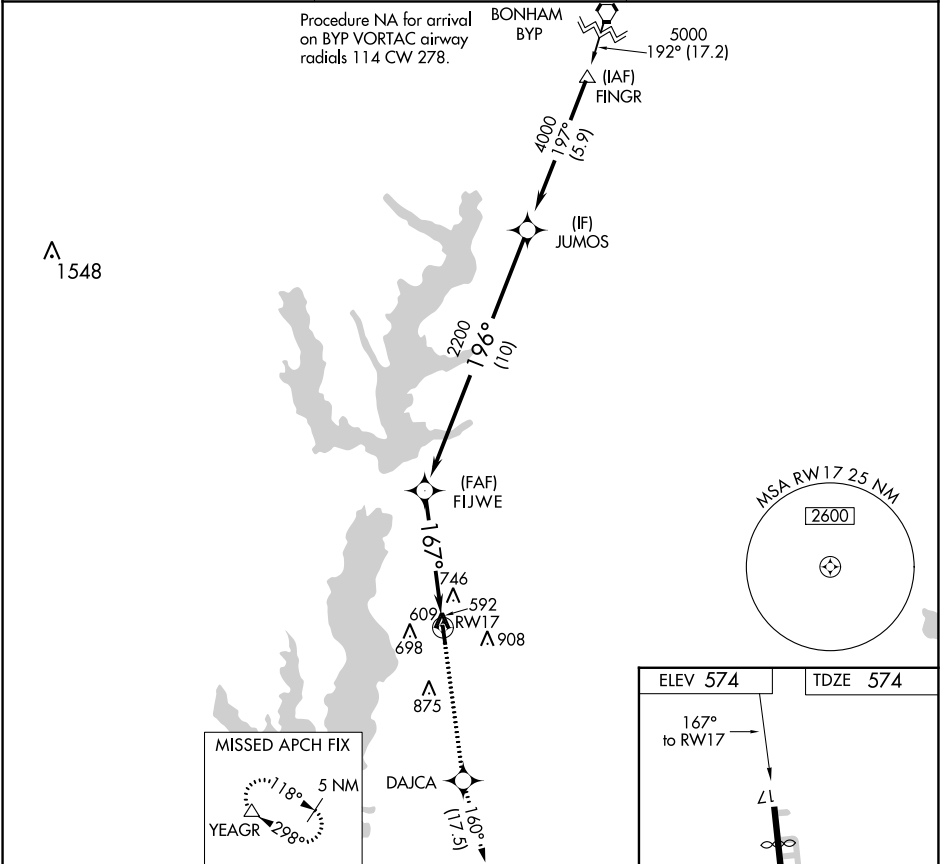 Procedure NA for arrival
on BYP VORTAC airway
radials 114 CW 278.
BONHAM
BYP
5000
192° (17.2)
(IAF)
FINGR
4000
197°
(5.9)
(IF)
JUMOS
1548
2200
196°
(10)
(FAF)
FIJWE
MSA RW17 25 NM
2600
167°
746
592
609
RW17
698
908
875
ELEV 574
TDZE 574
167°
to RW17
17
MISSED APCH FIX
118°
5 NM
YEAGR
298°
DAJCA
160°
(17.5)